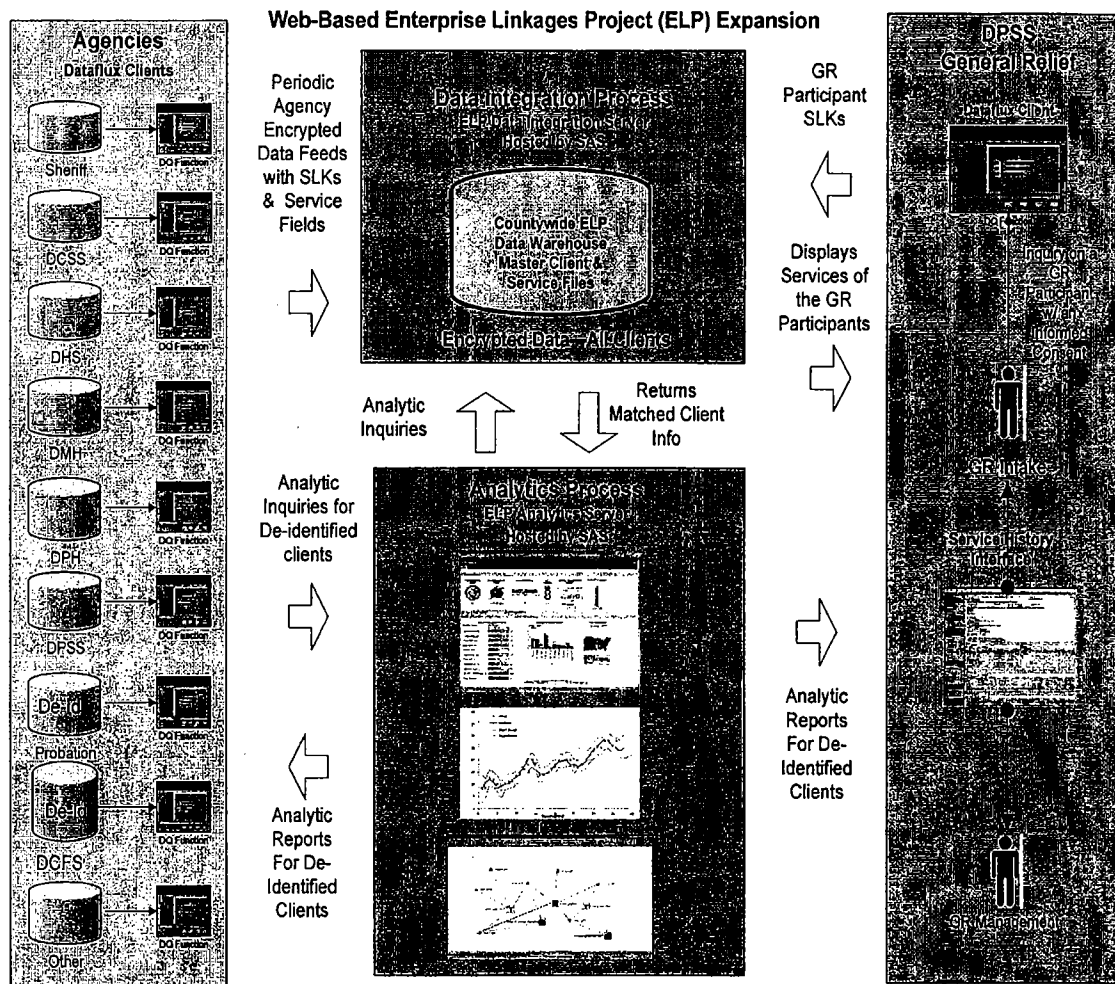 Web-Based Enterprise Linkages Project (ELP) Expansion
Agencies
Dataflux Clients
Sheriff
DQ Function
DCSS
DQ Function
DHS
DQ Function
DMH
DQ Function
DPH
DQ Function
DPSS
DQ Function
De-Id
Probation
DQ Function
De-Id
DCFS
DQ Function
Other
DQ Function
Periodic
Agency
Encrypted
Data Feeds
with SLKs
& Service
Fields
Data Integration Process
ELP Data Integration Server
Hosted by SAS
Countywide ELP
Data Warehouse
Master Client &
Service Files
Encrypted Data - All Clients
GR
Participant
SLKs
Displays
Services of
the GR
Participants
Analytic
Inquiries
Returns
Matched Client
Info
Analytic
Inquiries for
De-identified
clients
Analytic
Reports
For De-
Identified
Clients
Analytics Process
ELP Analytics Server
Hosted by SAS
Analytic
Reports
For De-
Identified
Clients
DPSS
General Relief
Dataflux Client
Inquiry on a
GR
Participant
w/ an
Informed
Consent
GR Intake
Service History
Interface
GR Management